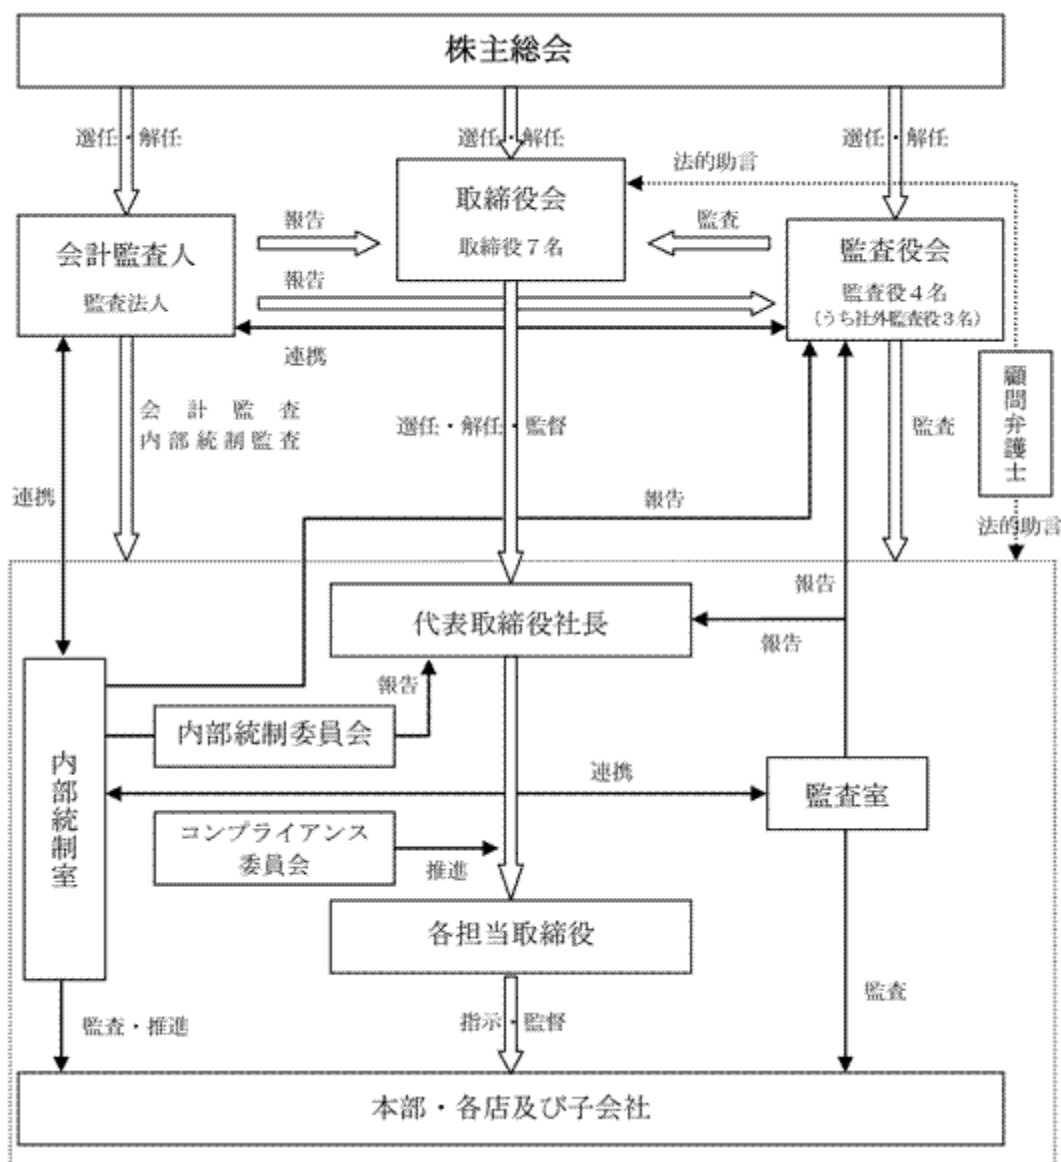 株主総会
選任・解任
選任・解任
選任・解任
法的助言
取締役会
取締役7名
報告
監査
会計監査人
監査法人
監査役会
監査役4名
(うち社外監査役3名)
報告
連携
顧問弁護士
会計監査
内部統制監査
選任・解任・監督
監査
連携
報告
法的助言
報告
代表取締役社長
報告
報告
内部統制委員会
内部統制室
連携
監査室
コンプライアンス
委員会
推進
各担当取締役
監査
監査・推進
指示・監督
本部・各店及び子会社